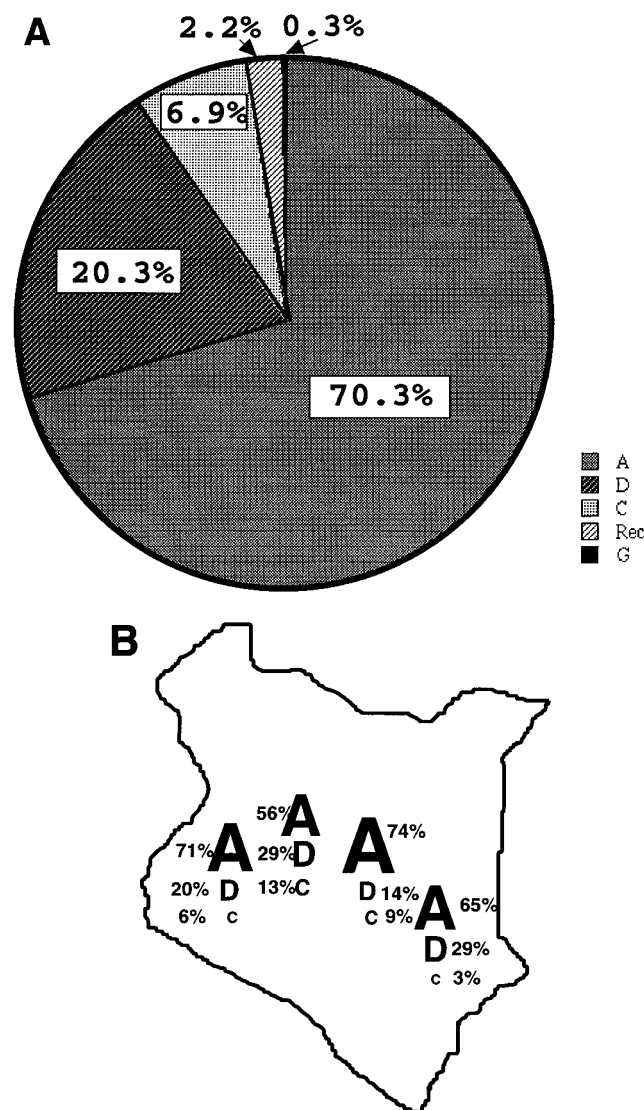 A
2.2% 0.3%
6.9%
20.3%
70.3%
A
D
C
Rec
G
B
56% A
29% D
13% C
71% A
20% D
6% c
A 74%
D 14%
C 9%
A 65%
D 29%
c 3%